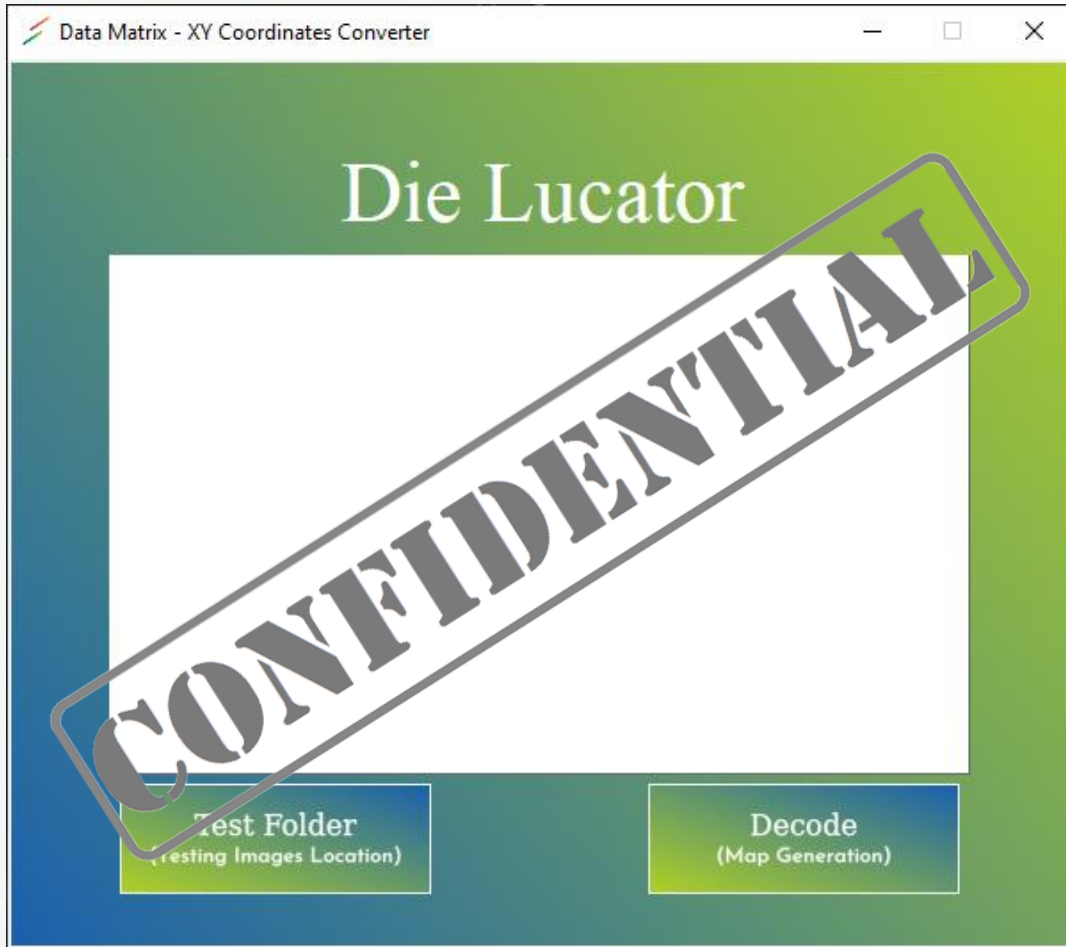 Data Matrix - XY Coordinates Converter
Die Lucator
CONFIDENTIAL
Test Folder
(Testing Images Location)
Decode
(Map Generation)